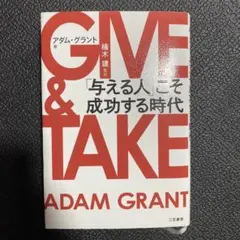 GIVE
アダム・グラント
著
楠木 建 監訳
「与える人」こそ
成功する時代
&
TAKE
ADAM GRANT
三笠書房